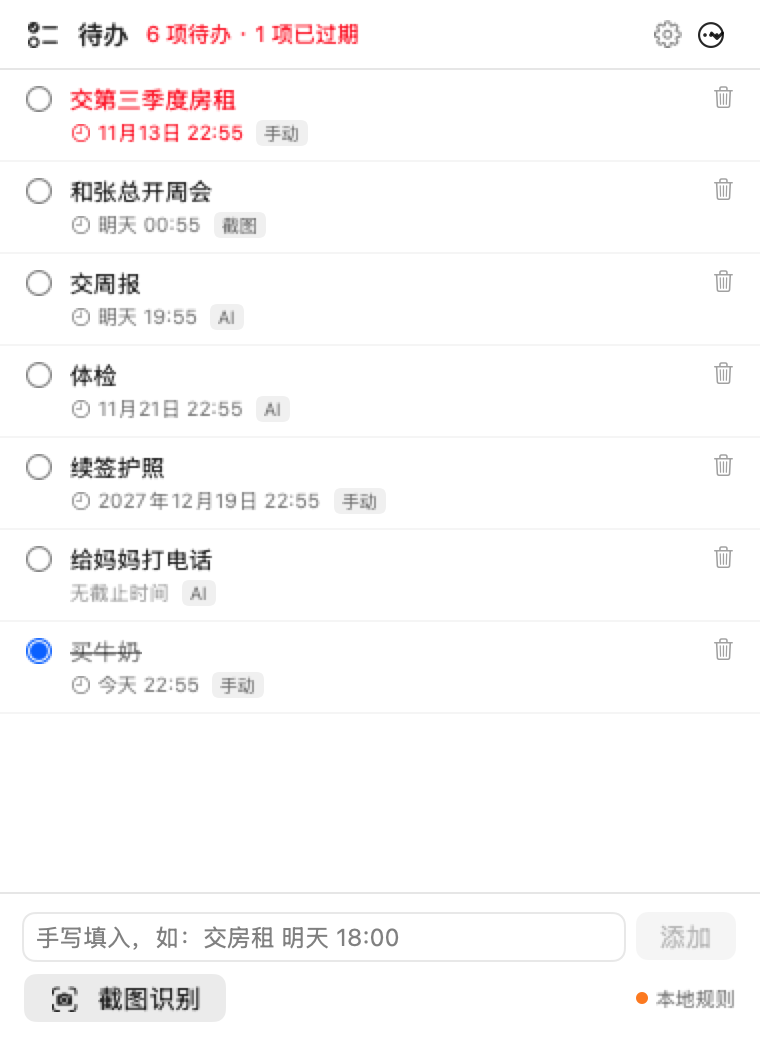 待办 6 项待办 · 1 项已过期
交第三季度房租
11月13日 22:55 手动
和张总开周会
明天 00:55 截图
交周报
明天 19:55 AI
体检
11月21日 22:55 AI
续签护照
2027年12月19日 22:55 手动
给妈妈打电话
无截止时间 AI
买牛奶
今天 22:55 手动
手写填入，如：交房租 明天 18:00 添加
截图识别 本地规则